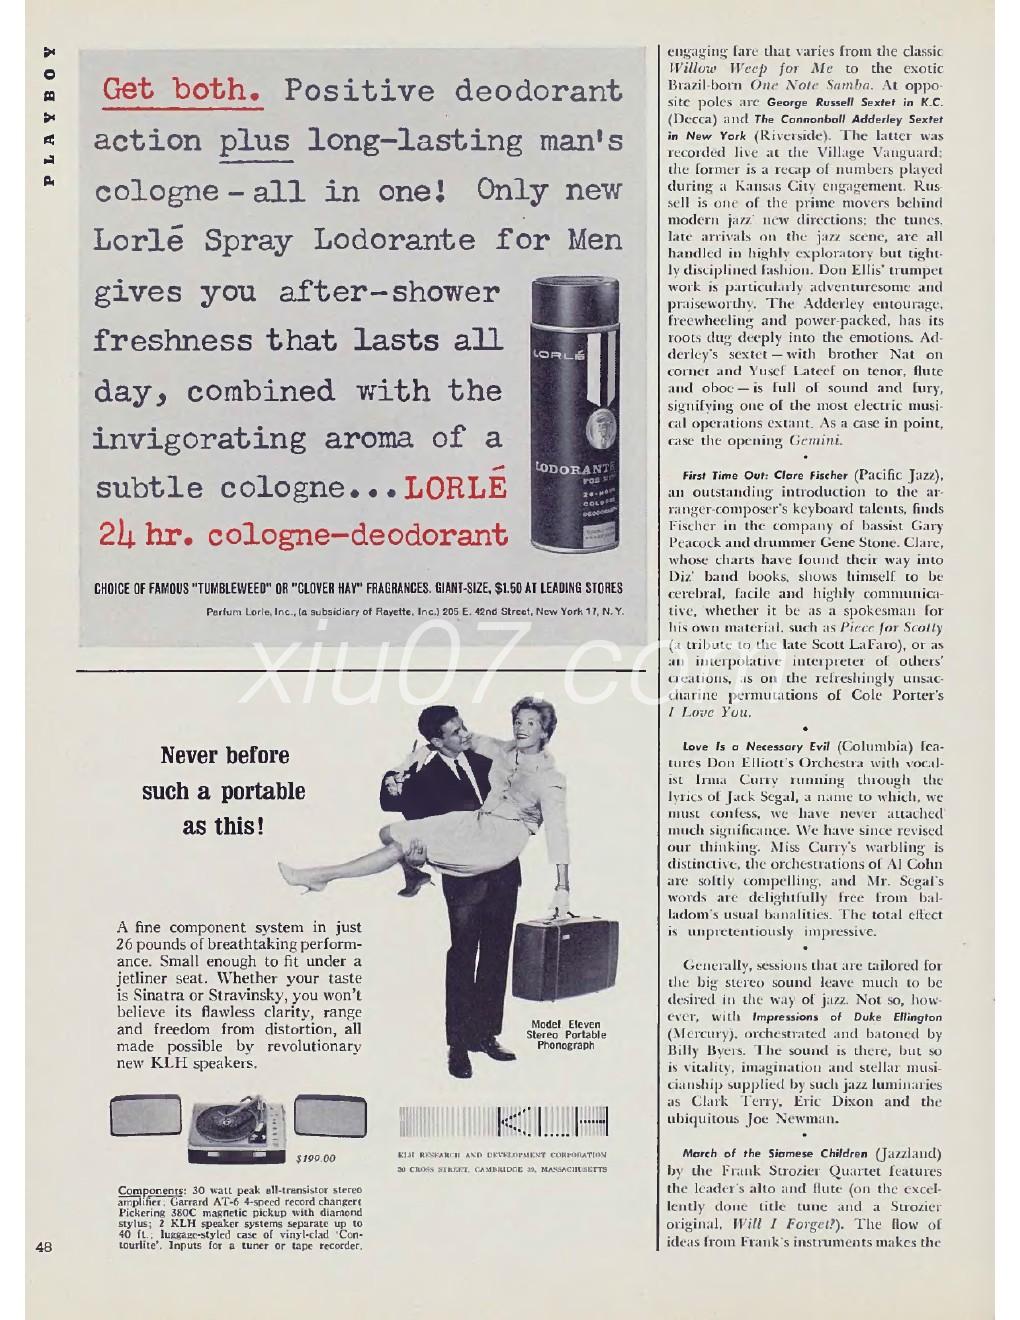 PLAYBOY
Get both. Positive deodorant
action plus long-lasting man's
cologne – all in one! Only new
Lorlé Spray Lodorante for Men
gives you after-shower
freshness that lasts all
day, combined with the
invigorating aroma of a
subtle cologne... LORLÉ
24 hr. cologne-deodorant
LORLÉ
LODORANTE
FOR MEN
24-HOUR
COLOGNE
DEODORANT
CHOICE OF FAMOUS "TUMBLEWEED" OR "CLOVER HAY" FRAGRANCES. GIANT-SIZE, $1.50 AT LEADING STORES
Parfum Lorle, Inc., (a subsidiary of Rayette, Inc.) 205 E. 42nd Street, New York 17, N.Y.
xiu07.com
Never before
such a portable
as this!
A fine component system in just
26 pounds of breathtaking perform-
ance. Small enough to fit under a
jetliner seat. Whether your taste
is Sinatra or Stravinsky, you won't
believe its flawless clarity, range
and freedom from distortion, all
made possible by revolutionary
new KLH speakers.
Model Eleven
Stereo Portable
Phonograph
$199.00
KLH
KLH RESEARCH AND DEVELOPMENT CORPORATION
30 CROSS STREET, CAMBRIDGE 39, MASSACHUSETTS
Components: 30 watt peak all-transistor stereo
amplifier; Garrard AT-6 4-speed record changer;
Pickering 380C magnetic pickup with diamond
stylus; 2 KLH speaker systems separate up to
40 ft.; luggage-styled case of vinyl-clad 'Con-
tourlite'. Inputs for a tuner or tape recorder.
48
engaging fare that varies from the classic
Willow Weep for Me to the exotic
Brazil-born One Note Samba. At oppo-
site poles are George Russell Sextet in K.C.
(Decca) and The Cannonball Adderley Sextet
in New York (Riverside). The latter was
recorded live at the Village Vanguard;
the former is a recap of numbers played
during a Kansas City engagement. Rus-
sell is one of the prime movers behind
modern jazz' new directions; the tunes,
late arrivals on the jazz scene, are all
handled in highly exploratory but tight-
ly disciplined fashion. Don Ellis' trumpet
work is particularly adventuresome and
praiseworthy. The Adderley entourage,
freewheeling and power-packed, has its
roots dug deeply into the emotions. Ad-
derley's sextet — with brother Nat on
cornet and Yusef Lateef on tenor, flute
and oboe — is full of sound and fury,
signifying one of the most electric musi-
cal operations extant. As a case in point,
case the opening Gemini.
•
First Time Out: Clare Fischer (Pacific Jazz),
an outstanding introduction to the ar-
ranger-composer's keyboard talents, finds
Fischer in the company of bassist Gary
Peacock and drummer Gene Stone. Clare,
whose charts have found their way into
Diz' band books, shows himself to be
cerebral, facile and highly communica-
tive, whether it be as a spokesman for
his own material, such as Piece for Scotty
(a tribute to the late Scott LaFaro), or as
an interpolative interpreter of others'
creations, as on the refreshingly unsac-
charine permutations of Cole Porter's
I Love You.
•
Love Is a Necessary Evil (Columbia) fea-
tures Don Elliott's Orchestra with vocal-
ist Irma Curry running through the
lyrics of Jack Segal, a name to which, we
must confess, we have never attached
much significance. We have since revised
our thinking. Miss Curry's warbling is
distinctive, the orchestrations of Al Cohn
are softly compelling, and Mr. Segal's
words are delightfully free from bal-
ladom's usual banalities. The total effect
is unpretentiously impressive.
•
Generally, sessions that are tailored for
the big stereo sound leave much to be
desired in the way of jazz. Not so, how-
ever, with Impressions of Duke Ellington
(Mercury), orchestrated and batoned by
Billy Byers. The sound is there, but so
is vitality, imagination and stellar musi-
cianship supplied by such jazz luminaries
as Clark Terry, Eric Dixon and the
ubiquitous Joe Newman.
•
March of the Siamese Children (Jazzland)
by the Frank Strozier Quartet features
the leader's alto and flute (on the excel-
lently done title tune and a Strozier
original, Will I Forget?). The flow of
ideas from Frank's instruments makes the